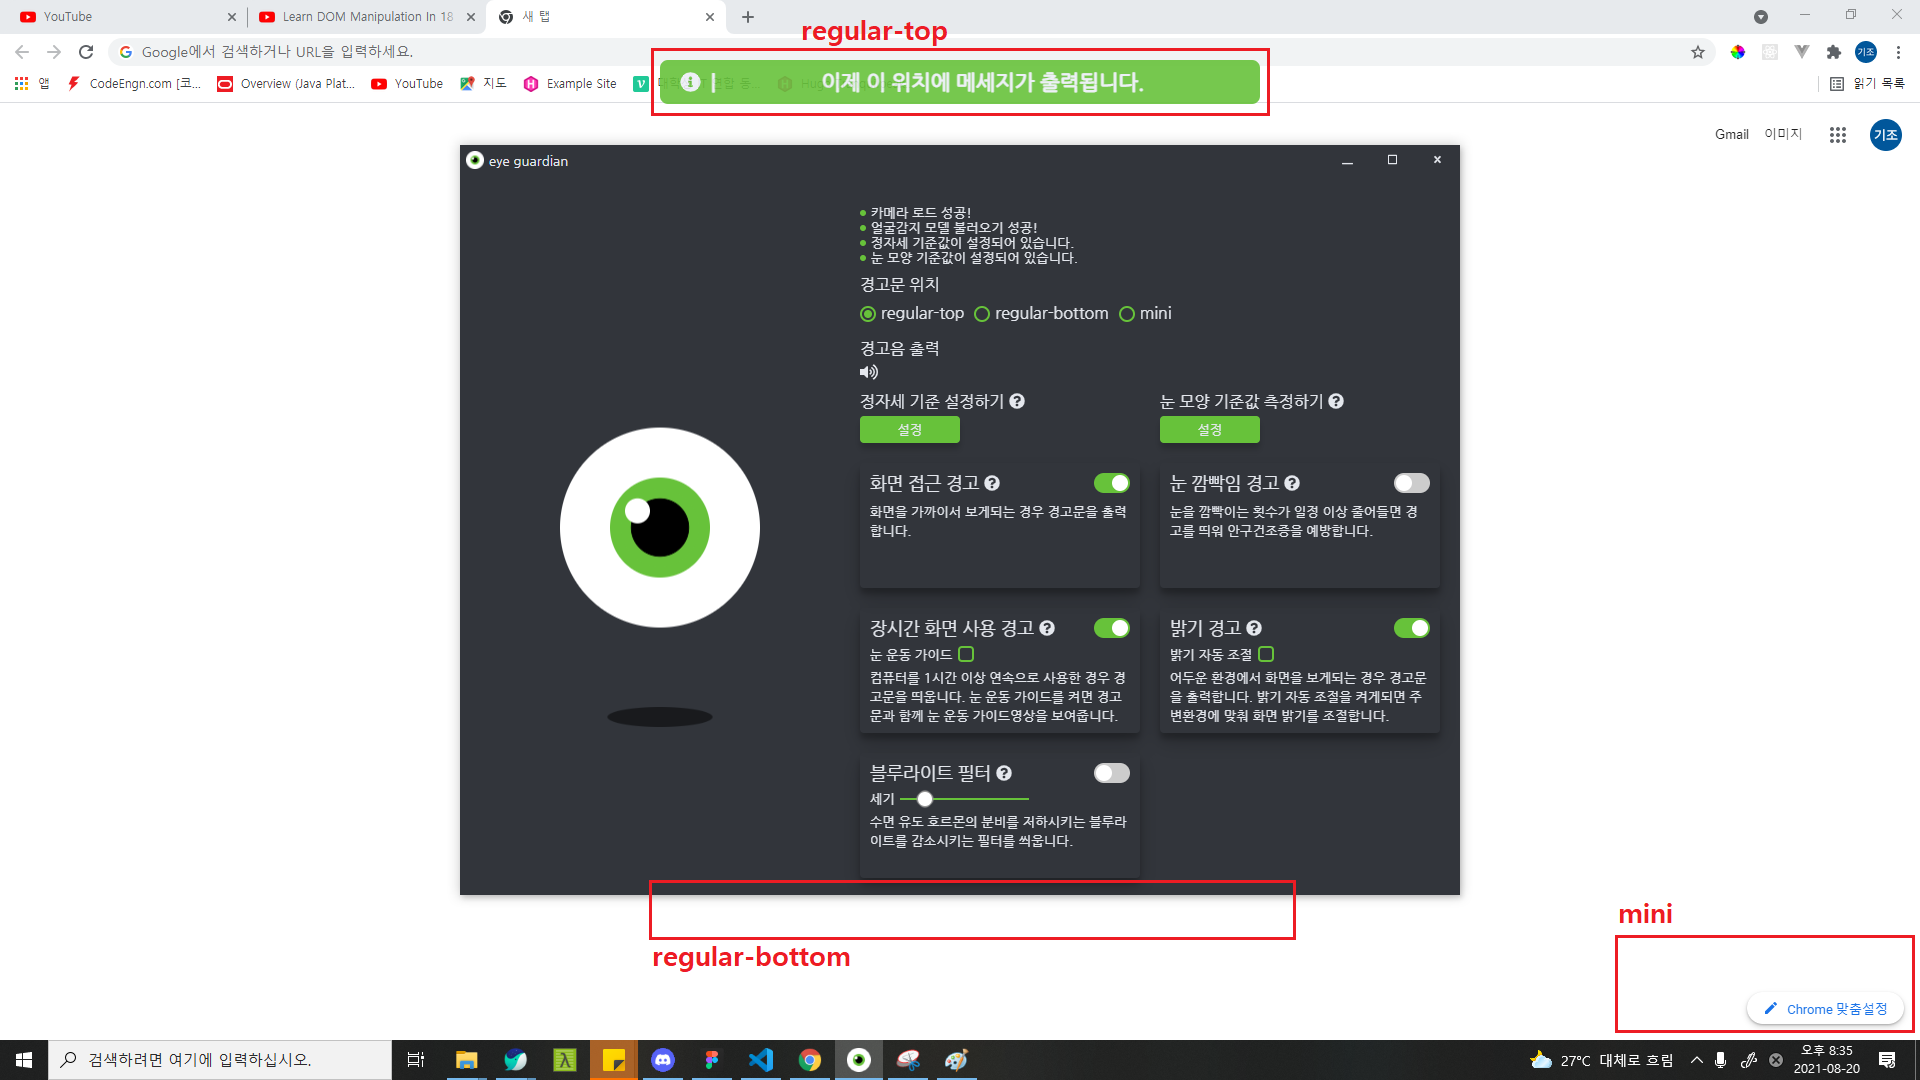 YouTube
Learn DOM Manipulation In 18
새 탭
regular-top
Google에서 검색하거나 URL을 입력하세요.
기조
앱
CodeEngn.com [코...
Overview (Java Plat...
YouTube
지도
Example Site
이제 이 위치에 메세지가 출력됩니다.
읽기 목록
Gmail
이미지
기조
eye guardian
카메라 로드 성공!
얼굴감지 모델 불러오기 성공!
정자세 기준값이 설정되어 있습니다.
눈 모양 기준값이 설정되어 있습니다.
경고문 위치
regular-top
regular-bottom
mini
경고음 출력
정자세 기준 설정하기
설정
눈 모양 기준값 측정하기
설정
화면 접근 경고
화면을 가까이서 보게되는 경우 경고문을 출력
합니다.
눈 깜빡임 경고
눈을 깜빡이는 횟수가 일정 이상 줄어들면 경
고를 띄워 안구건조증을 예방합니다.
장시간 화면 사용 경고
눈 운동 가이드
컴퓨터를 1시간 이상 연속으로 사용한 경우 경
고문을 띄웁니다. 눈 운동 가이드를 켜면 경고
문과 함께 눈 운동 가이드영상을 보여줍니다.
밝기 경고
밝기 자동 조절
어두운 환경에서 화면을 보게되는 경우 경고문
을 출력합니다. 밝기 자동 조절을 켜게되면 주
변환경에 맞춰 화면 밝기를 조절합니다.
블루라이트 필터
세기
수면 유도 호르몬의 분비를 저하시키는 블루라
이트를 감소시키는 필터를 씌웁니다.
regular-bottom
mini
Chrome 맞춤설정
검색하려면 여기에 입력하십시오.
27°C 대체로 흐림
오후 8:35
2021-08-20